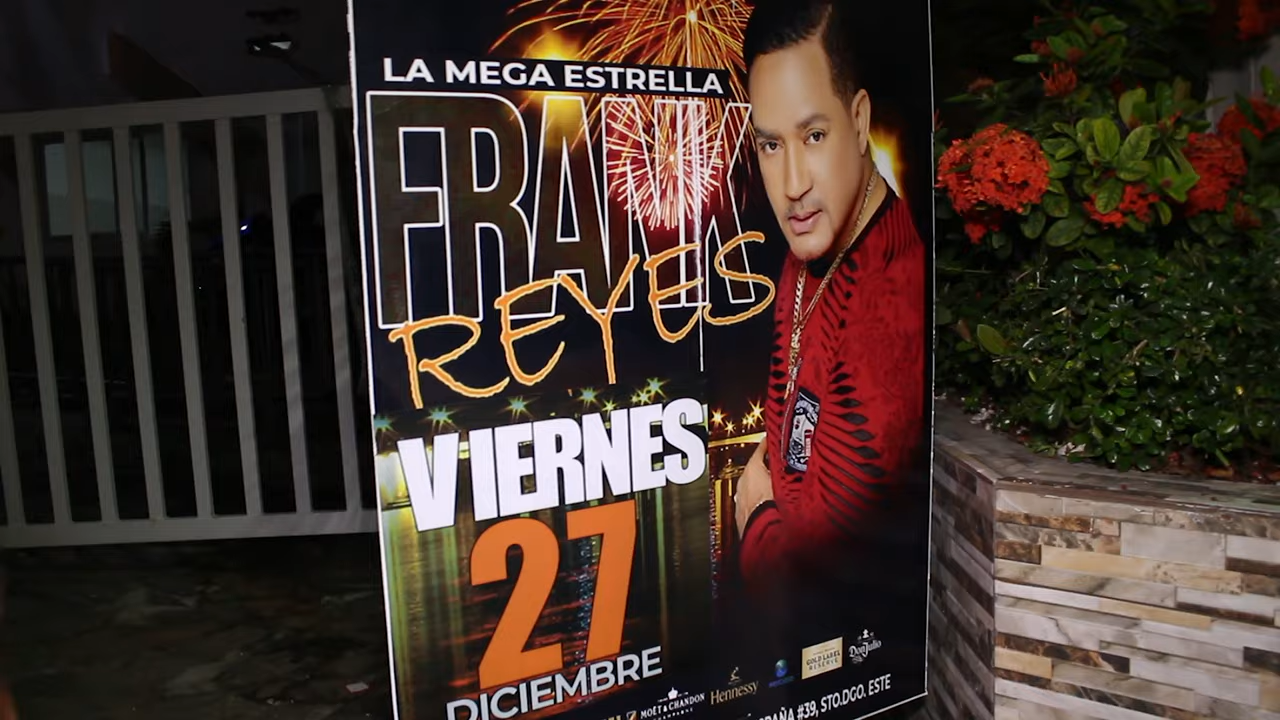 LA MEGA ESTRELLA
FRANK
REYES
VIERNES
27
DICIEMBRE
MOËT & CHANDON
Hennessy
GOLD LABEL
RESERVE
Don Julio
#39, STO.DGO. ESTE